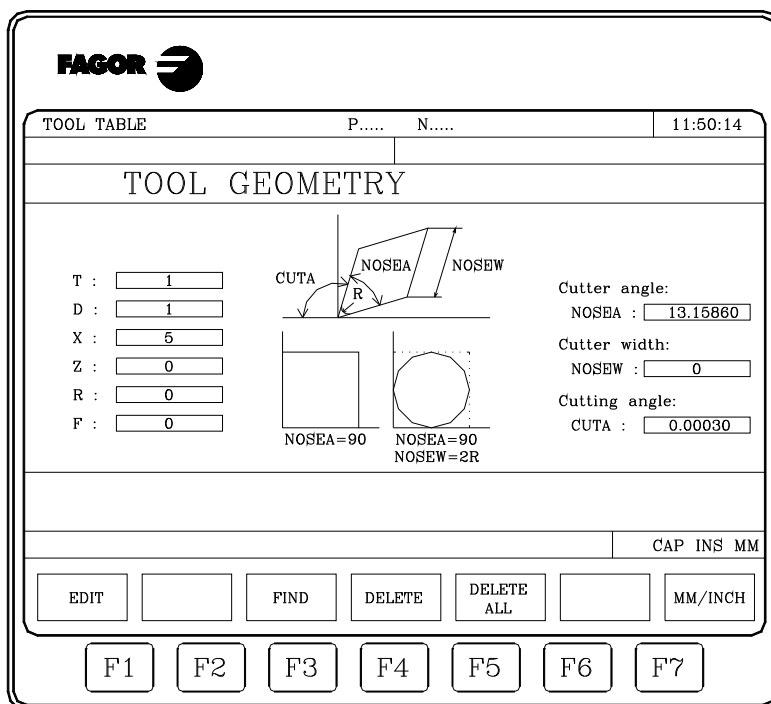 FAGOR
TOOL TABLE P..... N..... 11:50:14
TOOL GEOMETRY
T : 1
D : 1
X : 5
Z : 0
R : 0
F : 0
CUTA
NOSEA
NOSEW
R
NOSEA=90
NOSEA=90
NOSEW=2R
Cutter angle:
NOSEA : 13.15860
Cutter width:
NOSEW : 0
Cutting angle:
CUTA : 0.00030
CAP INS MM
EDIT
FIND
DELETE
DELETE
ALL
MM/INCH
F1 F2 F3 F4 F5 F6 F7